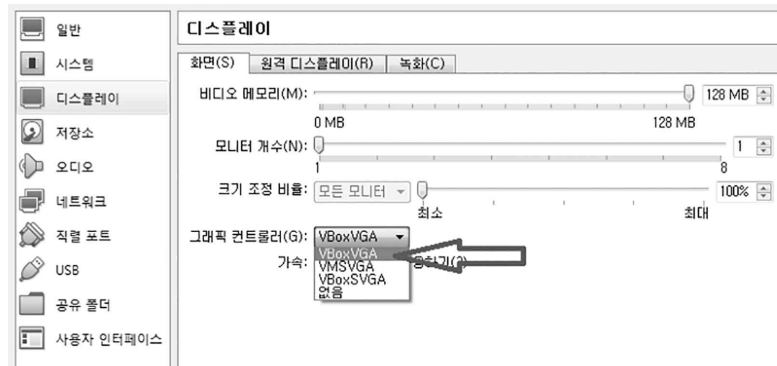 일반
시스템
디스플레이
저장소
오디오
네트워크
직렬 포트
USB
공유 폴더
사용자 인터페이스
디스플레이
화면(S) 원격 디스플레이(R) 녹화(C)
비디오 메모리(M): 128 MB
0 MB 128 MB
모니터 개수(N): 1
1 8
크기 조정 비율: 모든 모니터 100%
최소 최대
그래픽 컨트롤러(G): VBoxVGA
VBoxVGA
가속:
VMSVGA
VBoxSVGA
없음